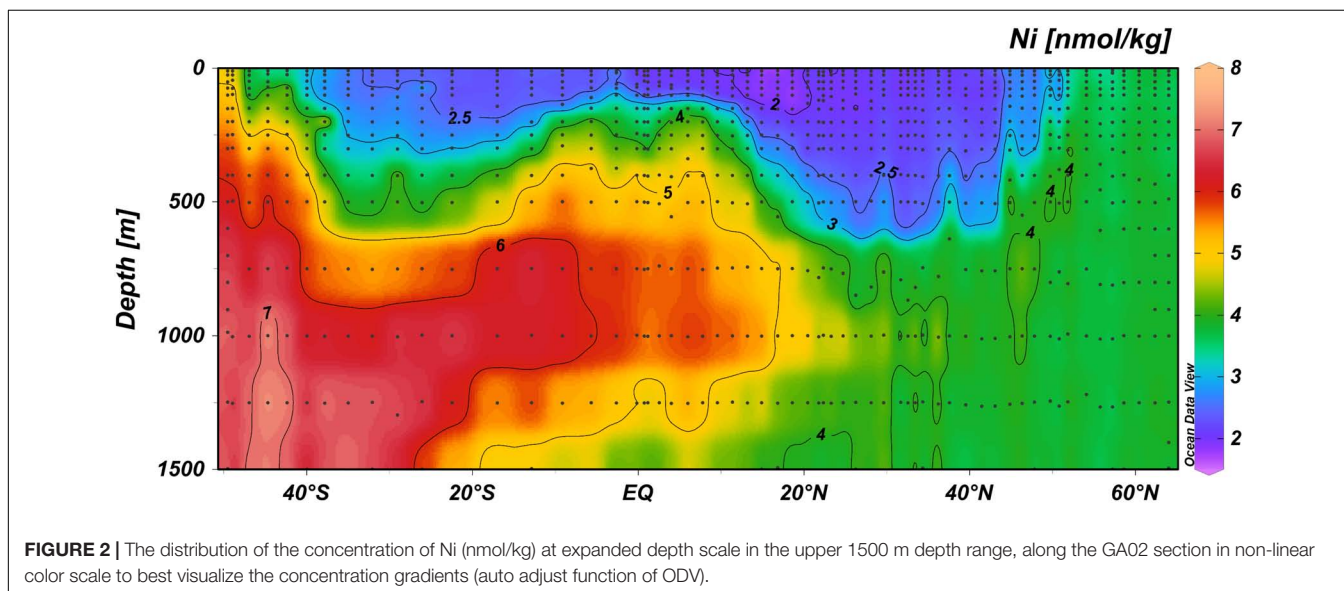 Ni [nmol/kg]
0
500
1000
1500
Depth [m]
2.5
4
2
2.5
5
3
6
4
4
4
7
4
40°S
20°S
EQ
20°N
40°N
60°N
8
7
6
5
4
3
2
Ocean Data View
FIGURE 2 | The distribution of the concentration of Ni (nmol/kg) at expanded depth scale in the upper 1500 m depth range, along the GA02 section in non-linear
color scale to best visualize the concentration gradients (auto adjust function of ODV).